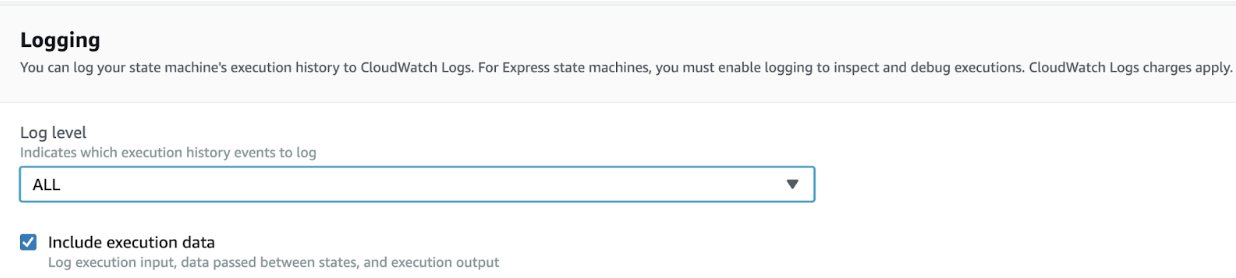 Logging
You can log your state machine's execution history to CloudWatch Logs. For Express state machines, you must enable logging to inspect and debug executions. CloudWatch Logs charges apply.
Log level
Indicates which execution history events to log
ALL
Include execution data
Log execution input, data passed between states, and execution output